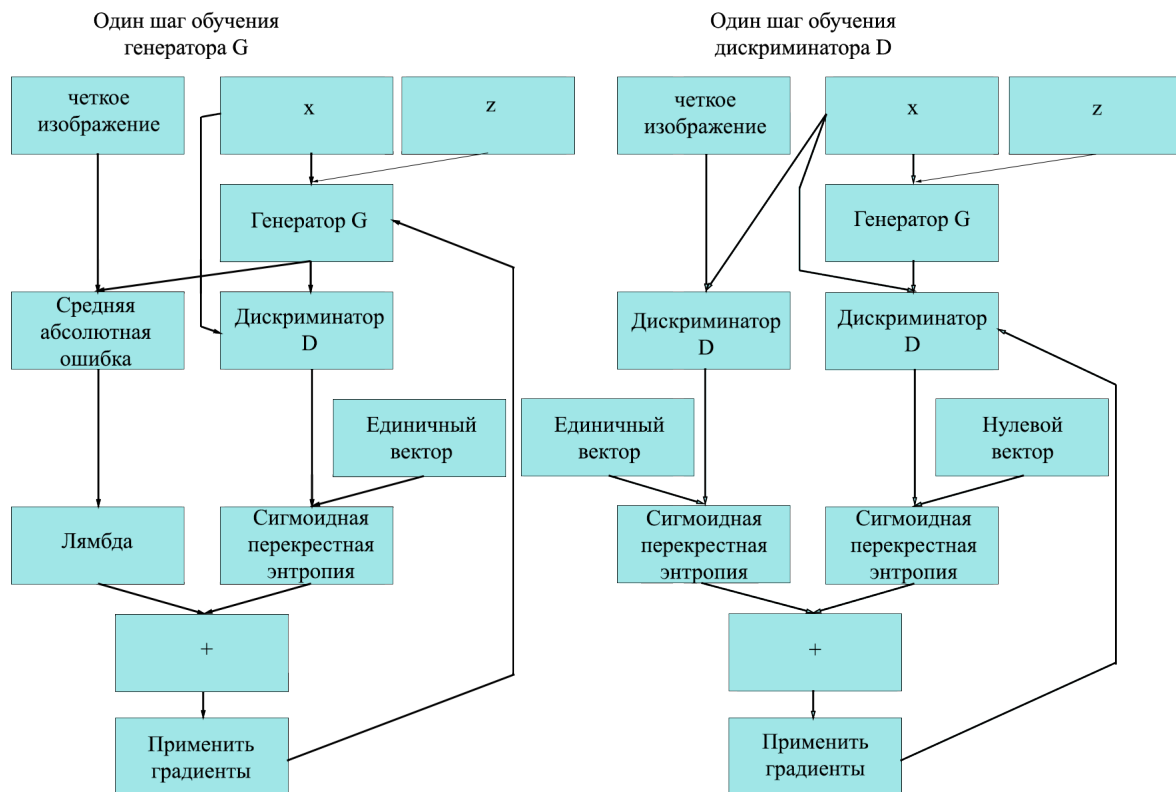 Один шаг обучения
генератора G
четкое
изображение
x
z
Генератор G
Средняя
абсолютная
ошибка
Дискриминатор
D
Единичный
вектор
Лямбда
Сигмоидная
перекрестная
энтропия
+
Применить
градиенты
Один шаг обучения
дискриминатора D
четкое
изображение
x
z
Генератор G
Дискриминатор
D
Дискриминатор
D
Единичный
вектор
Нулевой
вектор
Сигмоидная
перекрестная
энтропия
Сигмоидная
перекрестная
энтропия
+
Применить
градиенты